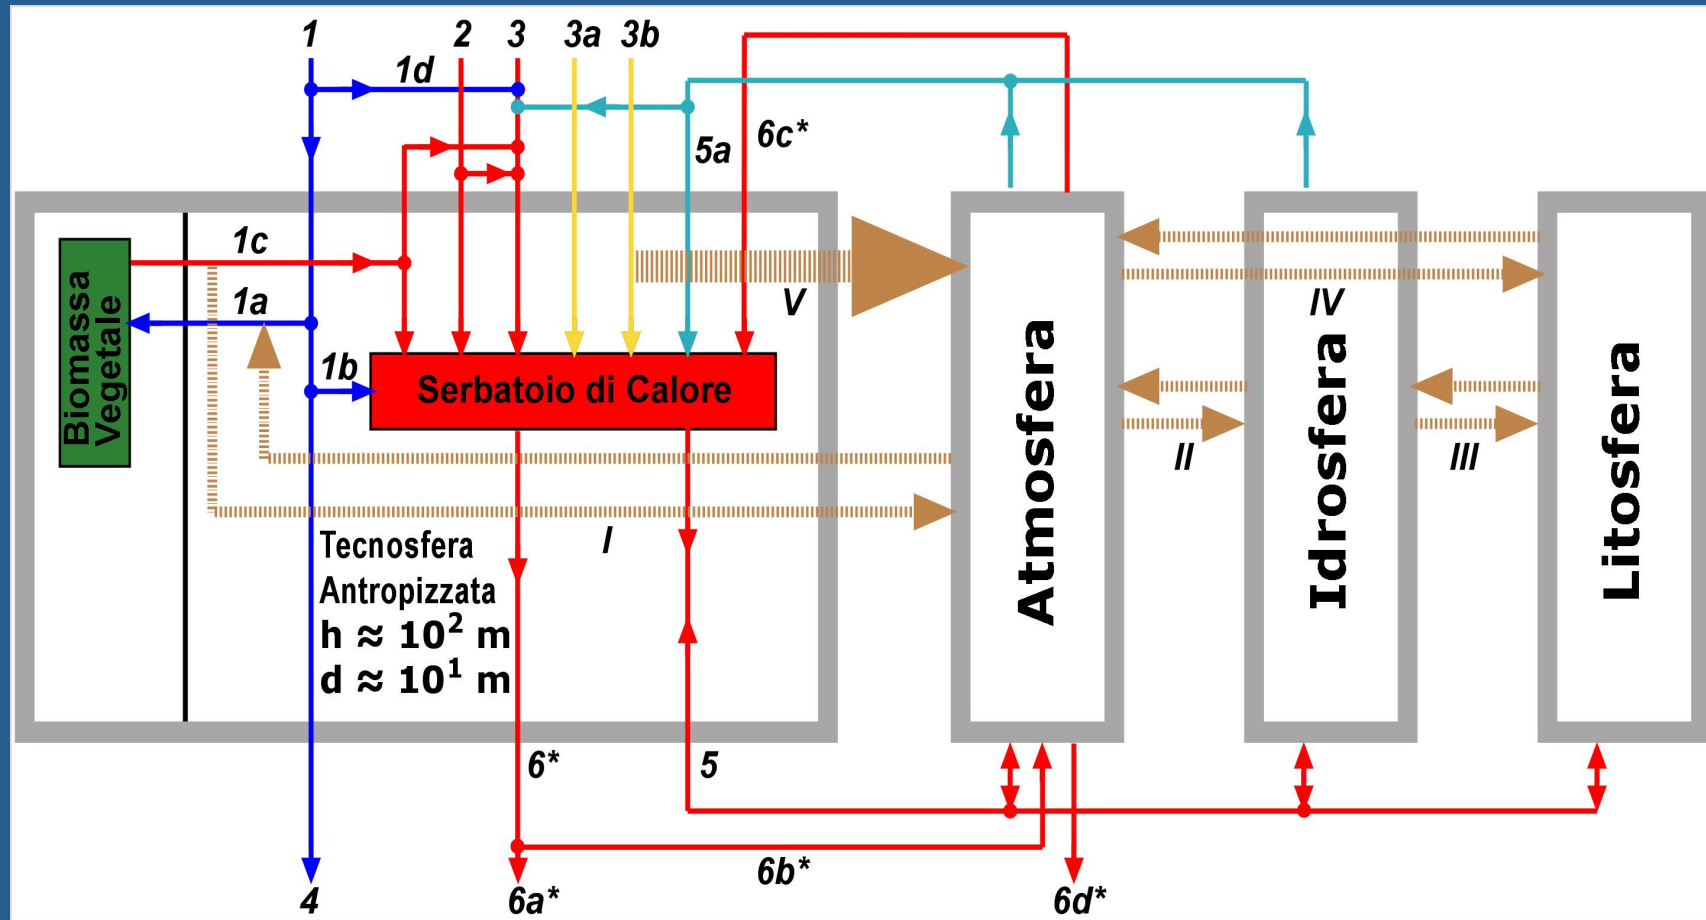 1
2
3
3a
3b
1d
5a
6c*
1c
1a
1b
Biomassa
Vegetale
Serbatoio di Calore
V
IV
II
III
I
Atmosfera
Idrosfera
Litosfera
Tecnosfera
Antropizzata
h ≈ 10² m
d ≈ 10¹ m
6*
5
6b*
4
6a*
6d*